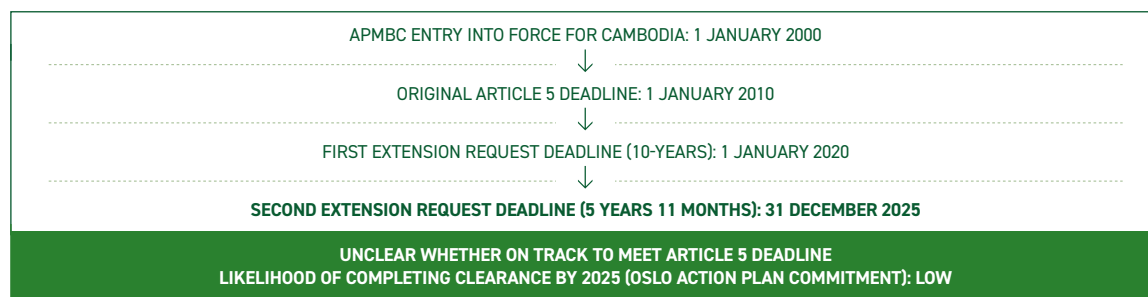 APMBC ENTRY INTO FORCE FOR CAMBODIA: 1 JANUARY 2000
ORIGINAL ARTICLE 5 DEADLINE: 1 JANUARY 2010
FIRST EXTENSION REQUEST DEADLINE (10-YEARS): 1 JANUARY 2020
SECOND EXTENSION REQUEST DEADLINE (5 YEARS 11 MONTHS): 31 DECEMBER 2025
UNCLEAR WHETHER ON TRACK TO MEET ARTICLE 5 DEADLINE
LIKELIHOOD OF COMPLETING CLEARANCE BY 2025 (OSLO ACTION PLAN COMMITMENT): LOW